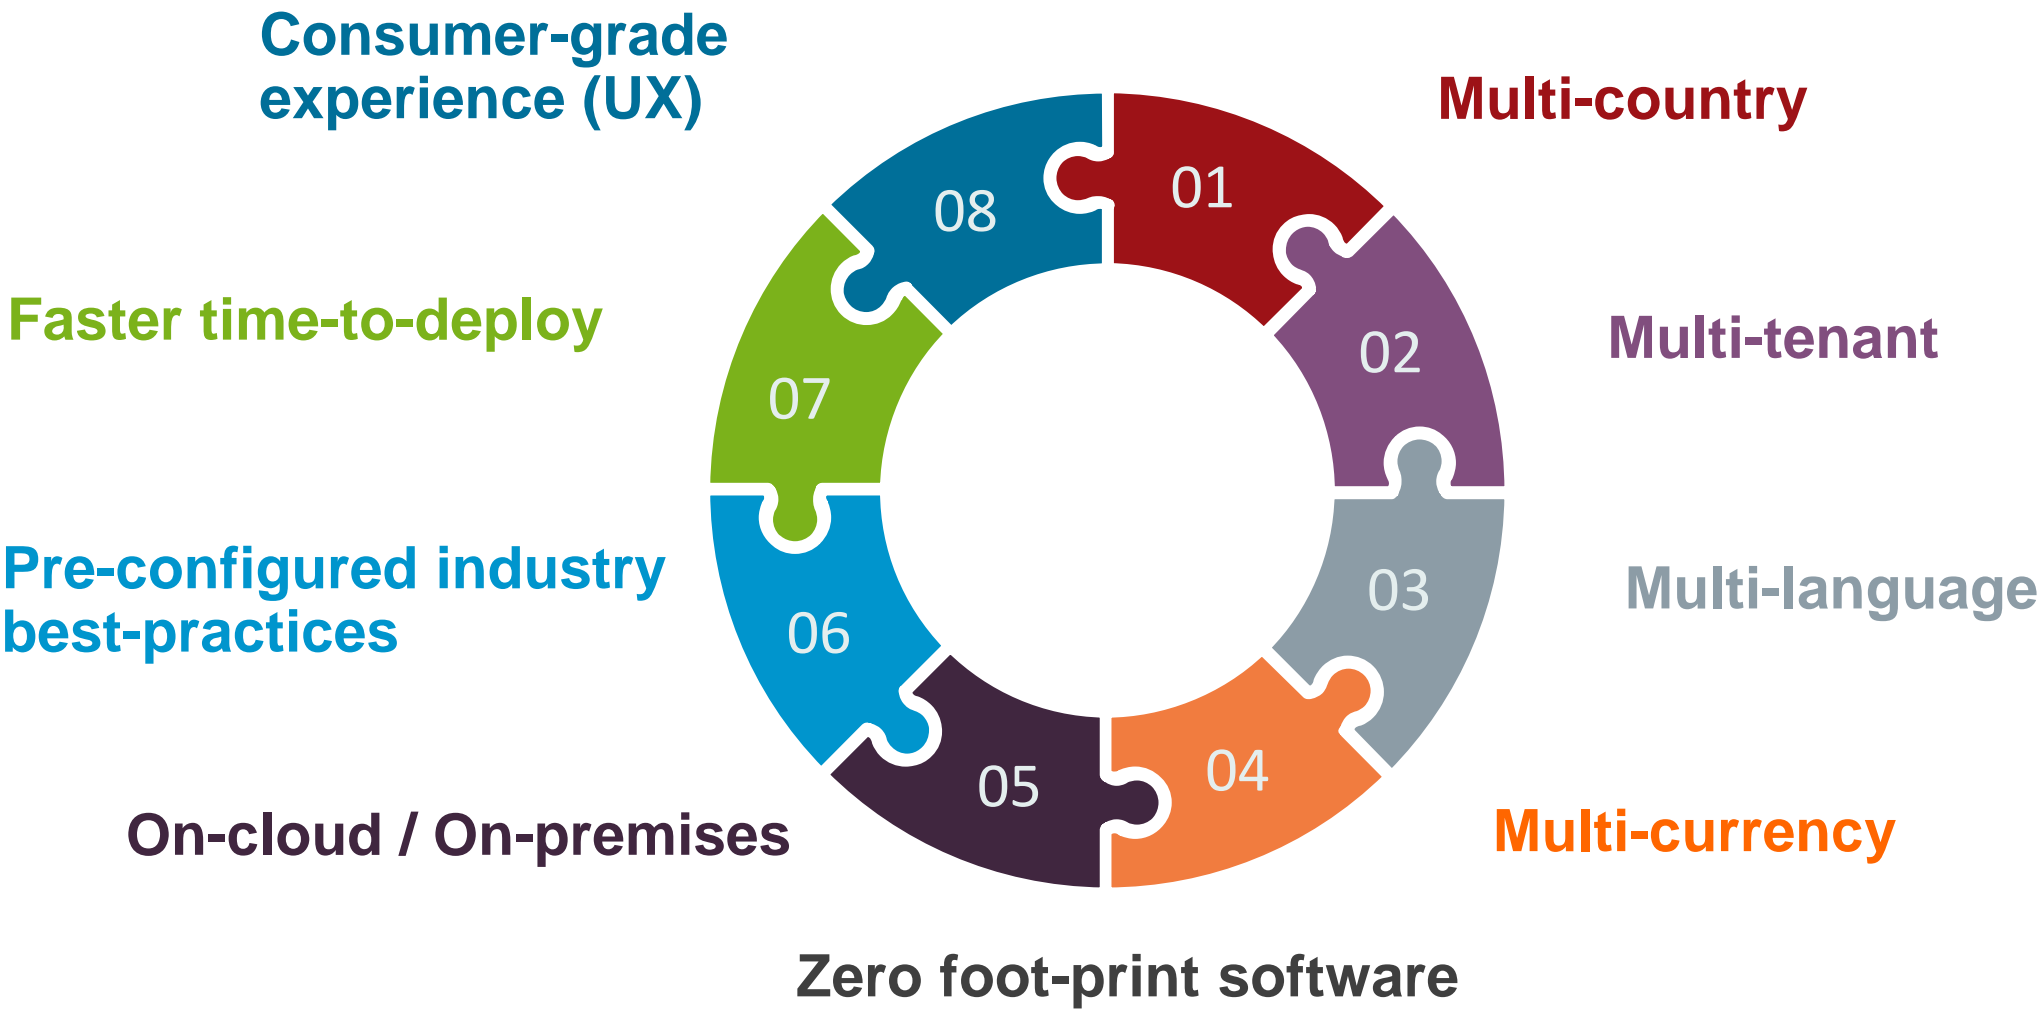 Consumer-grade
experience (UX)
Multi-country
08
01
Faster time-to-deploy
Multi-tenant
02
07
Pre-configured industry
best-practices
Multi-language
03
06
On-cloud / On-premises
05
04
Multi-currency
Zero foot-print software